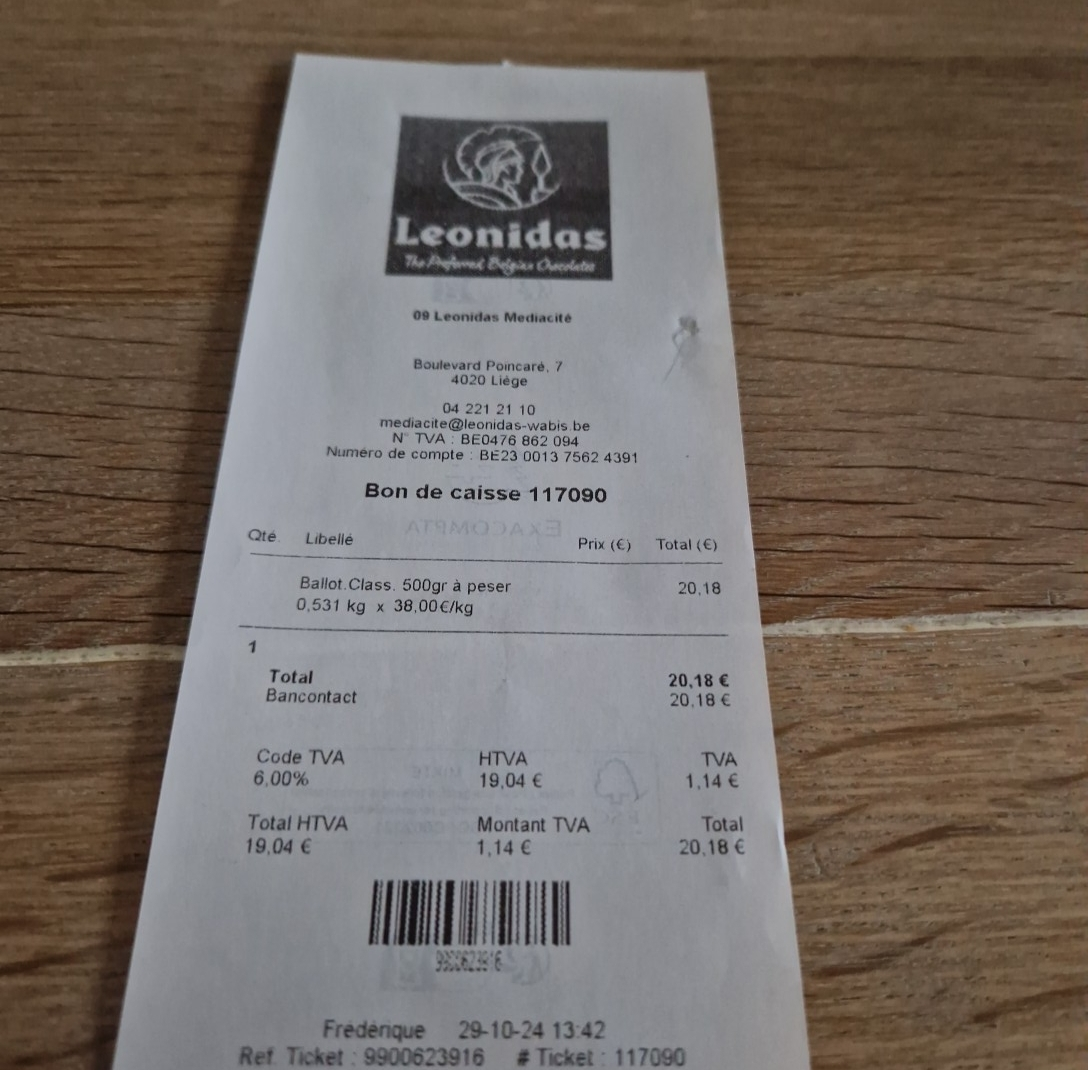 Leonidas
The Preferred Belgian Chocolates
09 Leonidas Mediacité
Boulevard Poincaré, 7
4020 Liège
04 221 21 10
mediacite@leonidas-wabis.be
N° TVA : BE0476 862 094
Numéro de compte : BE23 0013 7562 4391
Bon de caisse 117090
EXACOMPTA
Qté. Libellé Prix (€) Total (€)
Ballot.Class. 500gr à peser 20,18
0,531 kg x 38,00€/kg
1
Total 20,18 €
Bancontact 20,18 €
Code TVA HTVA TVA
6,00% 19,04 € 1,14 €
Total HTVA Montant TVA Total
19,04 € 1,14 € 20,18 €
9900623916
Frédérique 29-10-24 13:42
Ref. Ticket : 9900623916 # Ticket : 117090